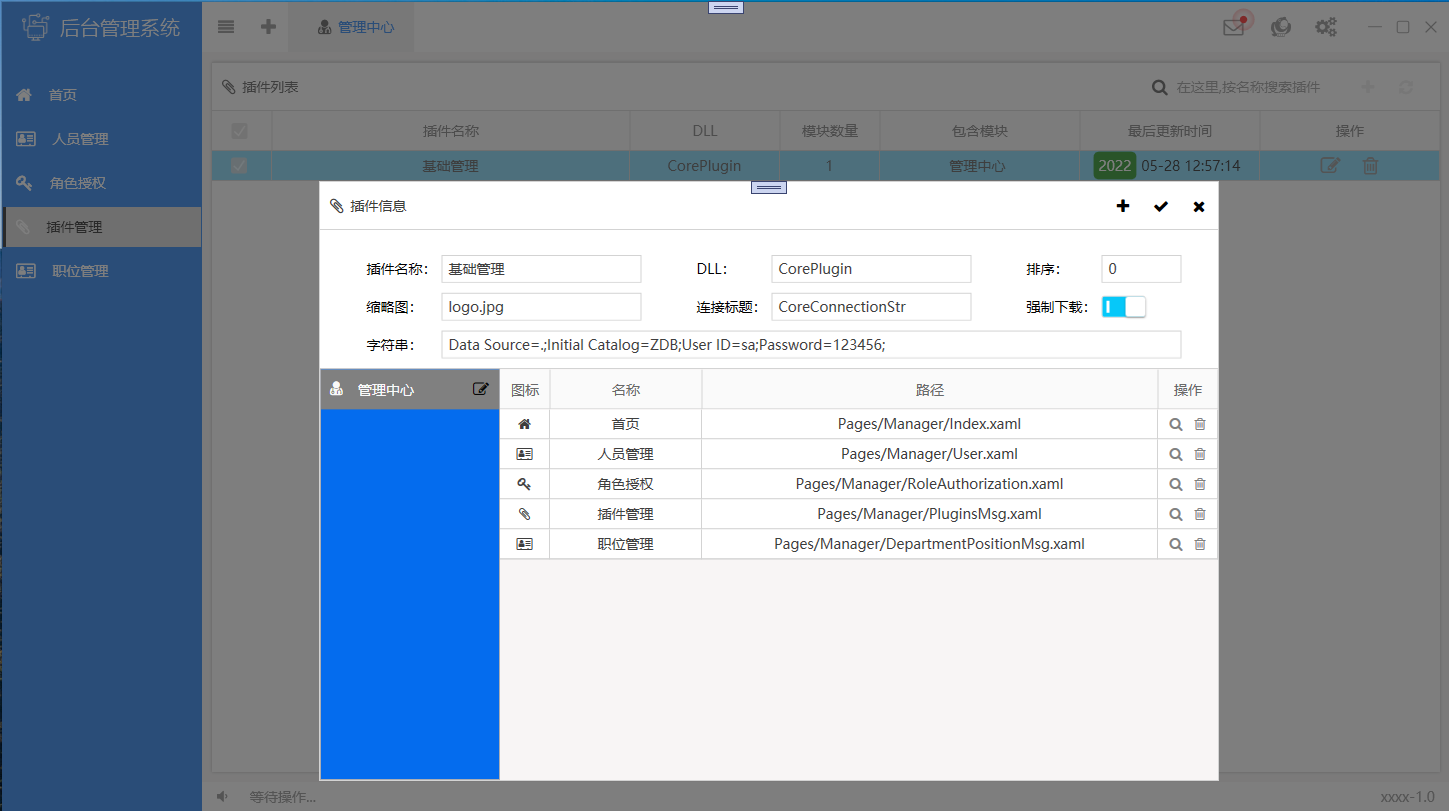 后台管理系统
管理中心
首页
人员管理
角色授权
插件管理
职位管理
插件列表
在这里,按名称搜索插件
插件名称 DLL 模块数量 包含模块 最后更新时间 操作
基础管理 CorePlugin 1 管理中心 2022 05-28 12:57:14
插件信息
插件名称: 基础管理 DLL: CorePlugin 排序: 0
缩略图: logo.jpg 连接标题: CoreConnectionStr 强制下载:
字符串: Data Source=.;Initial Catalog=ZDB;User ID=sa;Password=123456;
管理中心
图标 名称 路径 操作
首页 Pages/Manager/Index.xaml
人员管理 Pages/Manager/User.xaml
角色授权 Pages/Manager/RoleAuthorization.xaml
插件管理 Pages/Manager/PluginsMsg.xaml
职位管理 Pages/Manager/DepartmentPositionMsg.xaml
等待操作...
xxxx-1.0